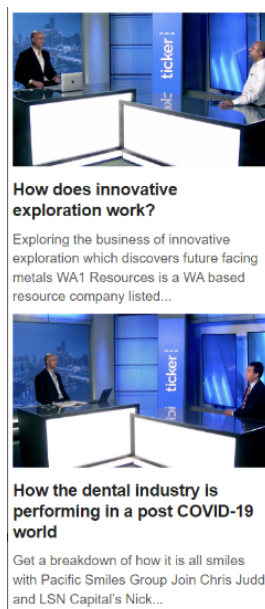 ticker
How does innovative
exploration work?
Exploring the business of innovative
exploration which discovers future facing
metals WA1 Resources is a WA based
resource company listed...
ticker
How the dental industry is
performing in a post COVID-19
world
Get a breakdown of how it is all smiles
with Pacific Smiles Group Join Chris Judd
and LSN Capital's Nick...